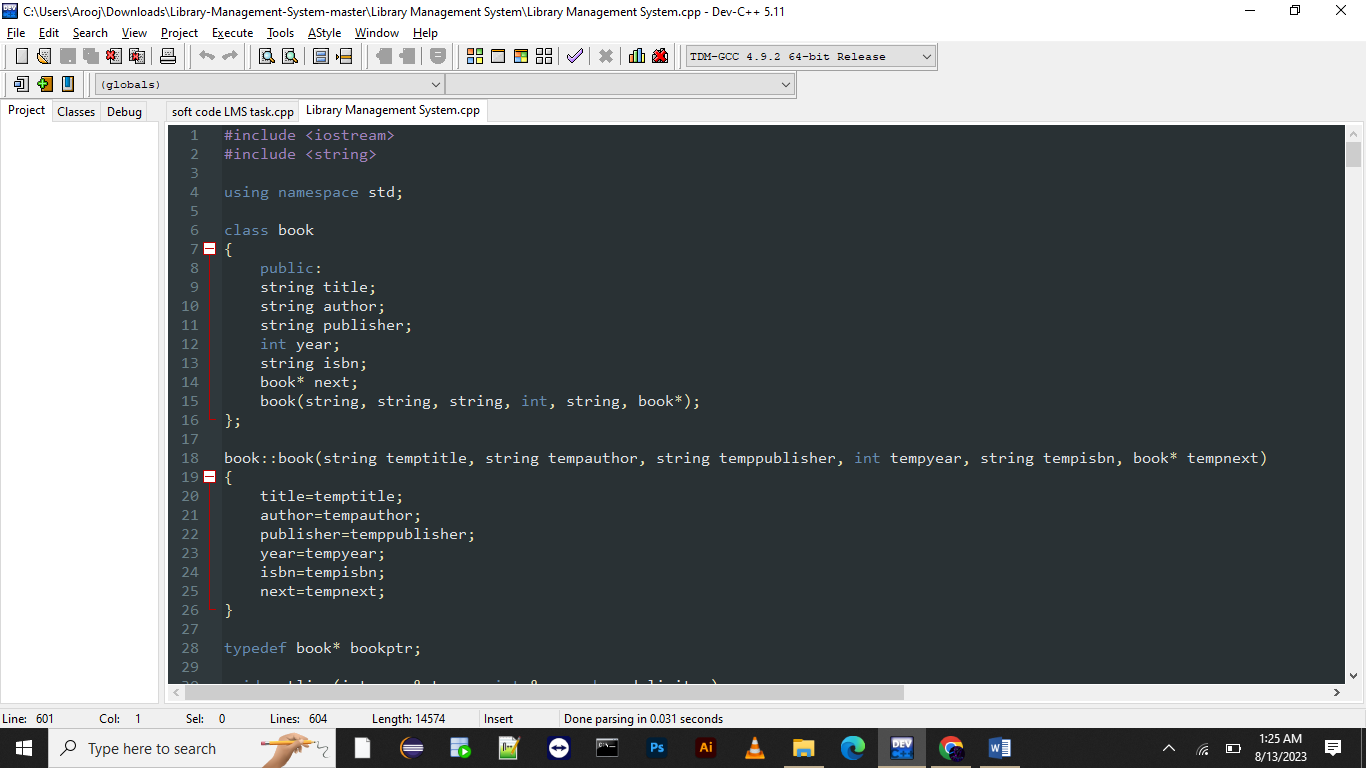 C:\Users\Arooj\Downloads\Library-Management-System-master\Library Management System\Library Management System.cpp - Dev-C++ 5.11
File Edit Search View Project Execute Tools AStyle Window Help
TDM-GCC 4.9.2 64-bit Release
(globals)
Project Classes Debug soft code LMS task.cpp Library Management System.cpp
1 #include <iostream>
2 #include <string>
3
4 using namespace std;
5
6 class book
7 {
8 public:
9 string title;
10 string author;
11 string publisher;
12 int year;
13 string isbn;
14 book* next;
15 book(string, string, string, int, string, book*);
16 };
17
18 book::book(string temptitle, string tempauthor, string temppublisher, int tempyear, string tempisbn, book* tempnext)
19 {
20 title=temptitle;
21 author=tempauthor;
22 publisher=temppublisher;
23 year=tempyear;
24 isbn=tempisbn;
25 next=tempnext;
26 }
27
28 typedef book* bookptr;
29
Line: 601 Col: 1 Sel: 0 Lines: 604 Length: 14574 Insert Done parsing in 0.031 seconds
Type here to search
Ps
Ai
DEV
W
1:25 AM
8/13/2023